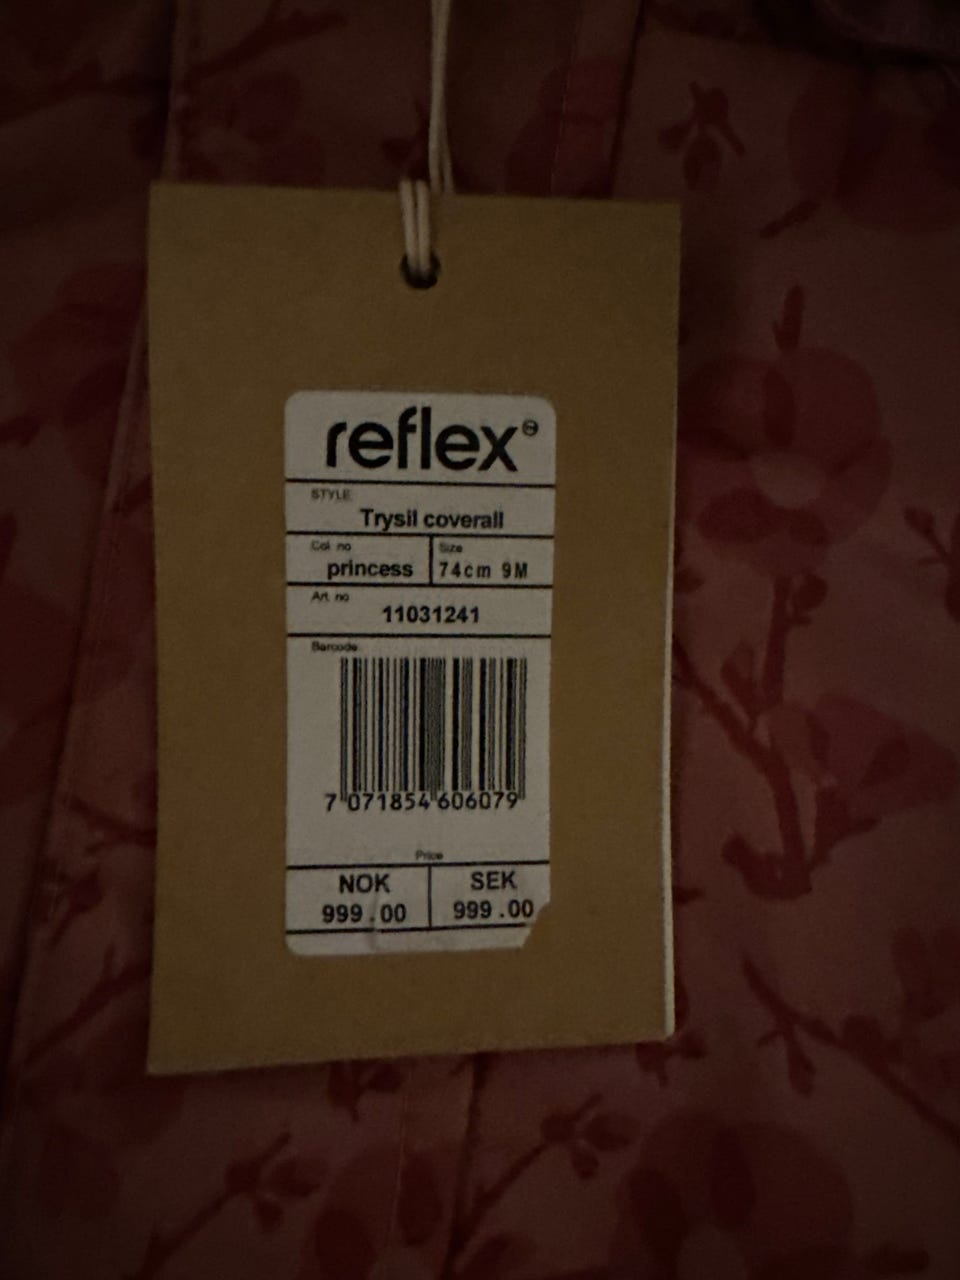 reflex®
STYLE
Trysil coverall
Col. no Size
princess 74cm 9M
Art. no
11031241
Barcode
7 071854 606079
Price
NOK SEK
999.00 999.00